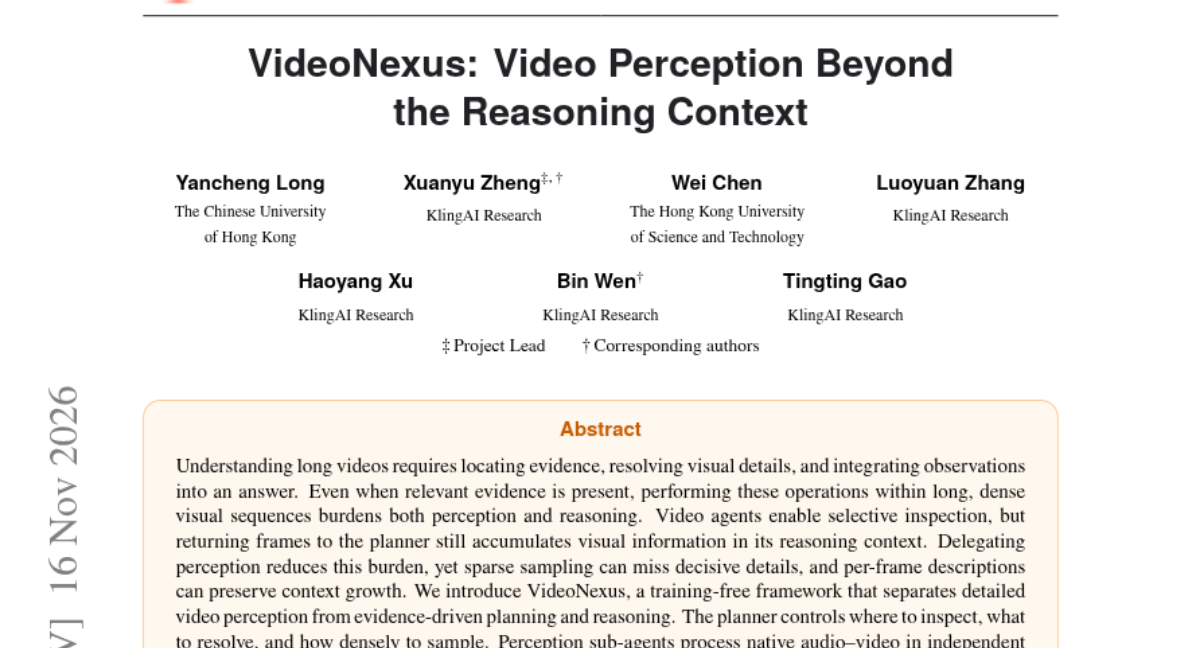 VideoNexus: Video Perception Beyond
the Reasoning Context
Yancheng Long Xuanyu Zheng‡,† Wei Chen Luoyuan Zhang
The Chinese University KlingAI Research The Hong Kong University KlingAI Research
of Hong Kong of Science and Technology
Haoyang Xu Bin Wen† Tingting Gao
KlingAI Research KlingAI Research KlingAI Research
‡ Project Lead † Corresponding authors
Abstract
Understanding long videos requires locating evidence, resolving visual details, and integrating observations
into an answer. Even when relevant evidence is present, performing these operations within long, dense
visual sequences burdens both perception and reasoning. Video agents enable selective inspection, but
returning frames to the planner still accumulates visual information in its reasoning context. Delegating
perception reduces this burden, yet sparse sampling can miss decisive details, and per-frame descriptions
can preserve context growth. We introduce VideoNexus, a training-free framework that separates detailed
video perception from evidence-driven planning and reasoning. The planner controls where to inspect, what
to resolve, and how densely to sample. Perception sub-agents process native audio–video in independent
V] 16 Nov 2026